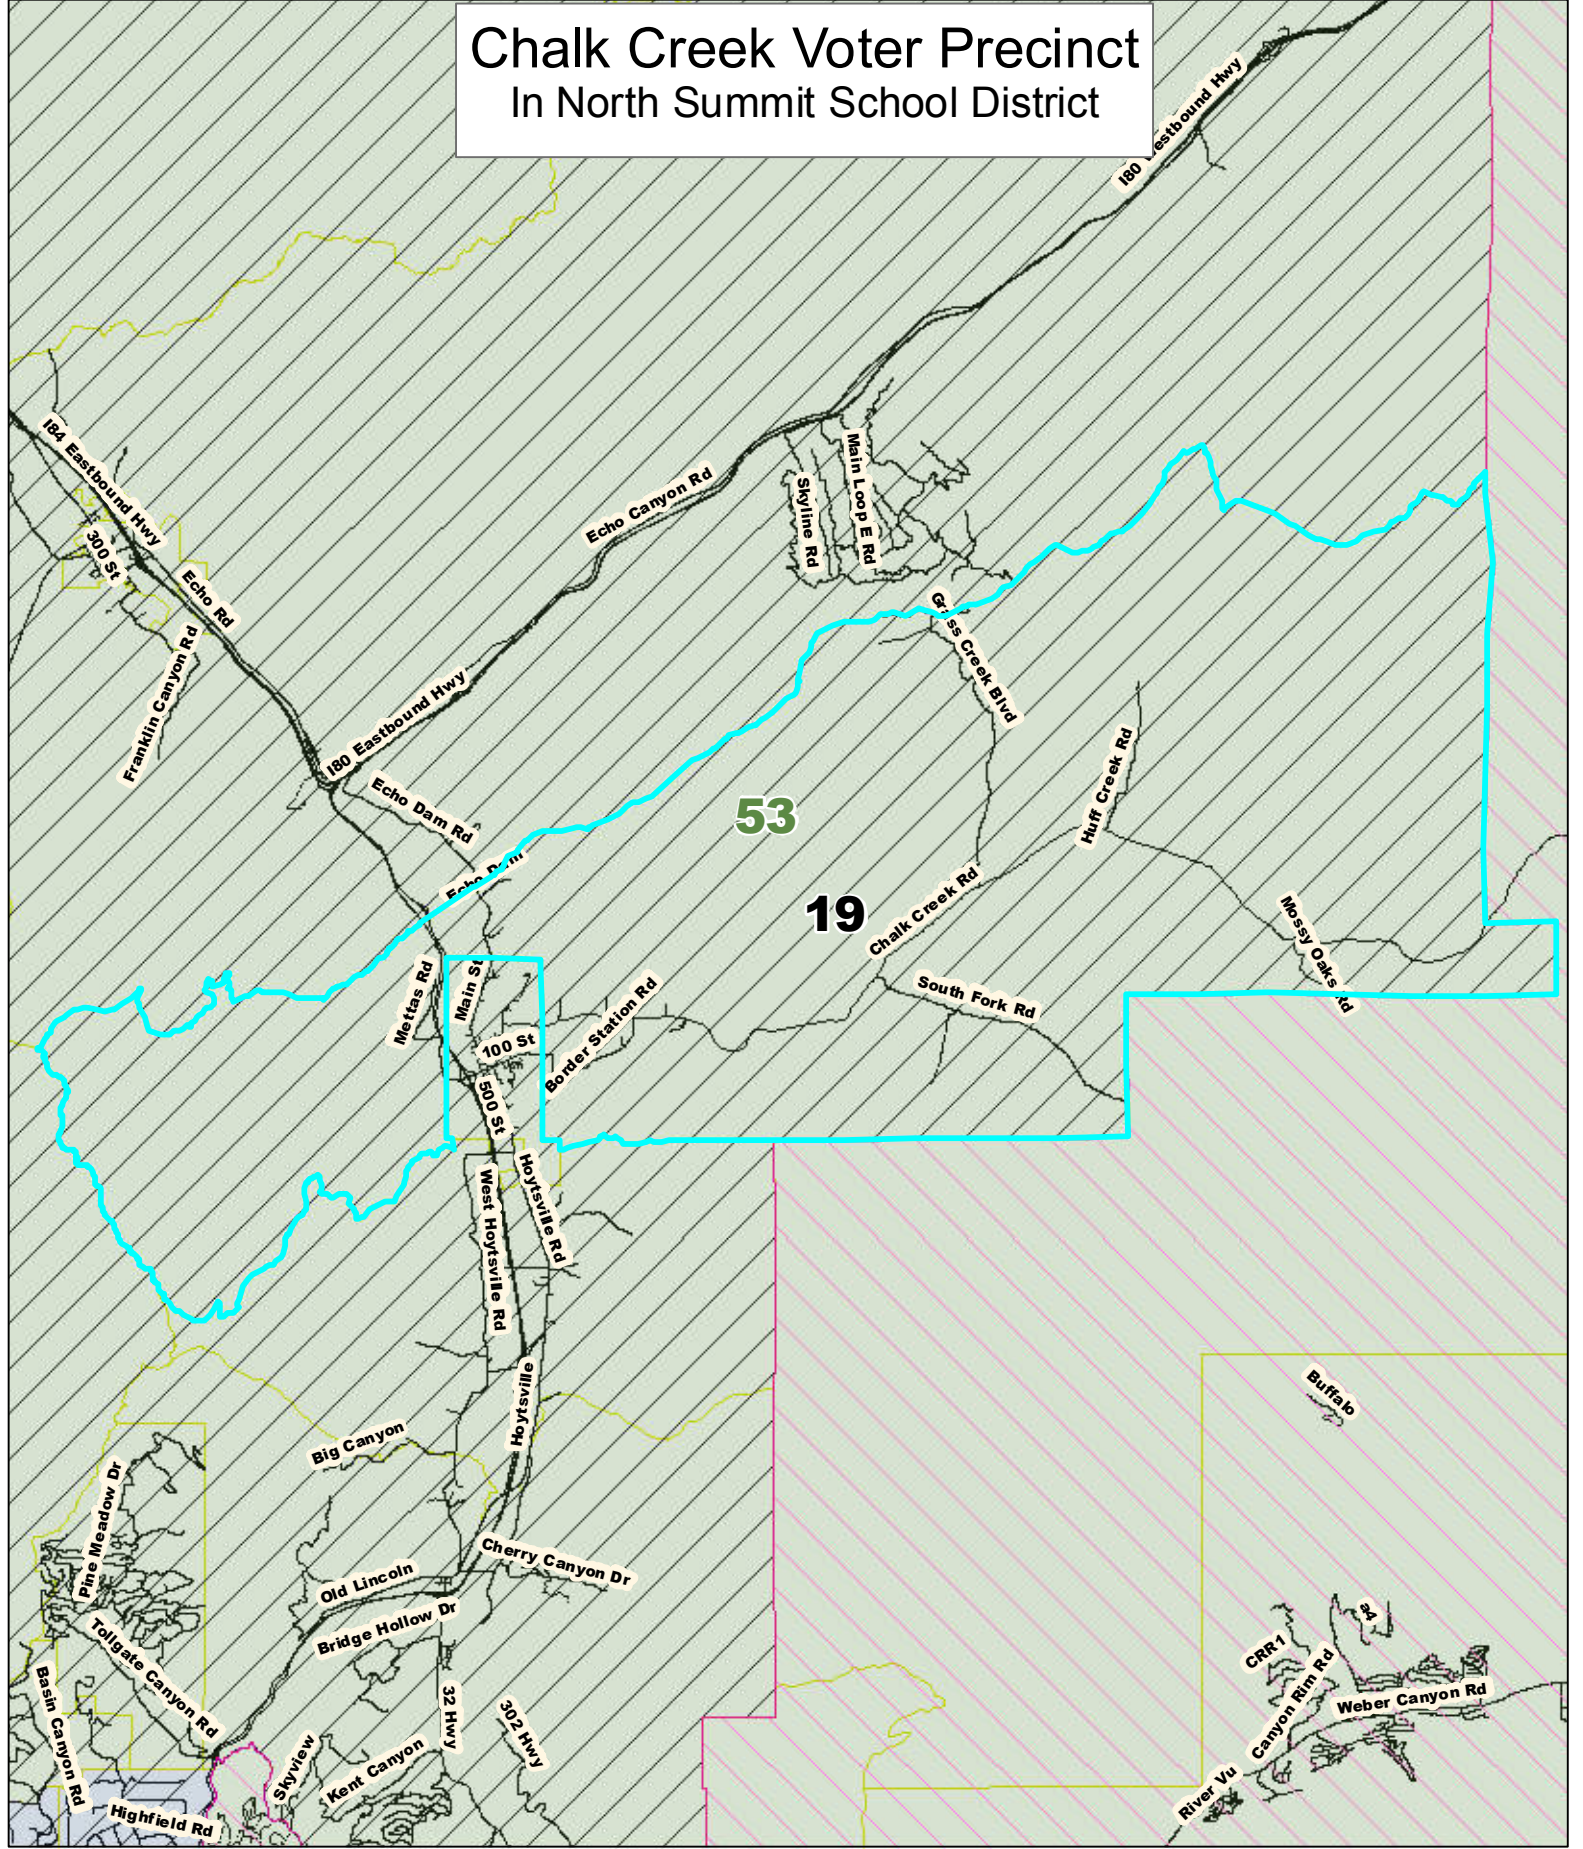 Chalk Creek Voter Precinct
In North Summit School District
I80 Westbound Hwy
I84 Eastbound Hwy
300 St
Echo Rd
Franklin Canyon Rd
Echo Canyon Rd
Skyline Rd
Main Loop E Rd
Grass Creek Blvd
I80 Eastbound Hwy
Echo Dam Rd
Echo Dam
53
19
Huff Creek Rd
Chalk Creek Rd
Mossy Oaks Rd
South Fork Rd
Mettas Rd
Main St
100 St
Border Station Rd
500 St
West Hoytsville Rd
Hoytsville Rd
Hoytsville
Big Canyon
Buffalo
Pine Meadow Dr
Cherry Canyon Dr
Old Lincoln
Bridge Hollow Dr
Tollgate Canyon Rd
Basin Canyon Rd
32 Hwy
302 Hwy
Skyview
Kent Canyon
Highfield Rd
a4
CRR1
Canyon Rim Rd
Weber Canyon Rd
River Vu